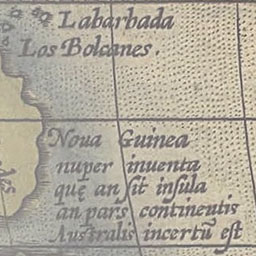 Labarbada
Los Bolcanes.
Noua Guinea
nuper inuenta
quę an sit insula
an pars continentis
Australis incertũ est